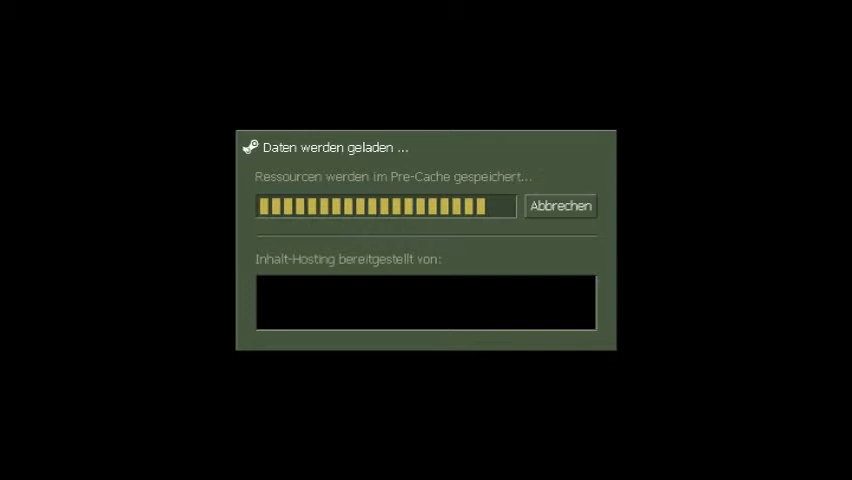 Daten werden geladen ...
Ressourcen werden im Pre-Cache gespeichert...
Abbrechen
Inhalt-Hosting bereitgestellt von: